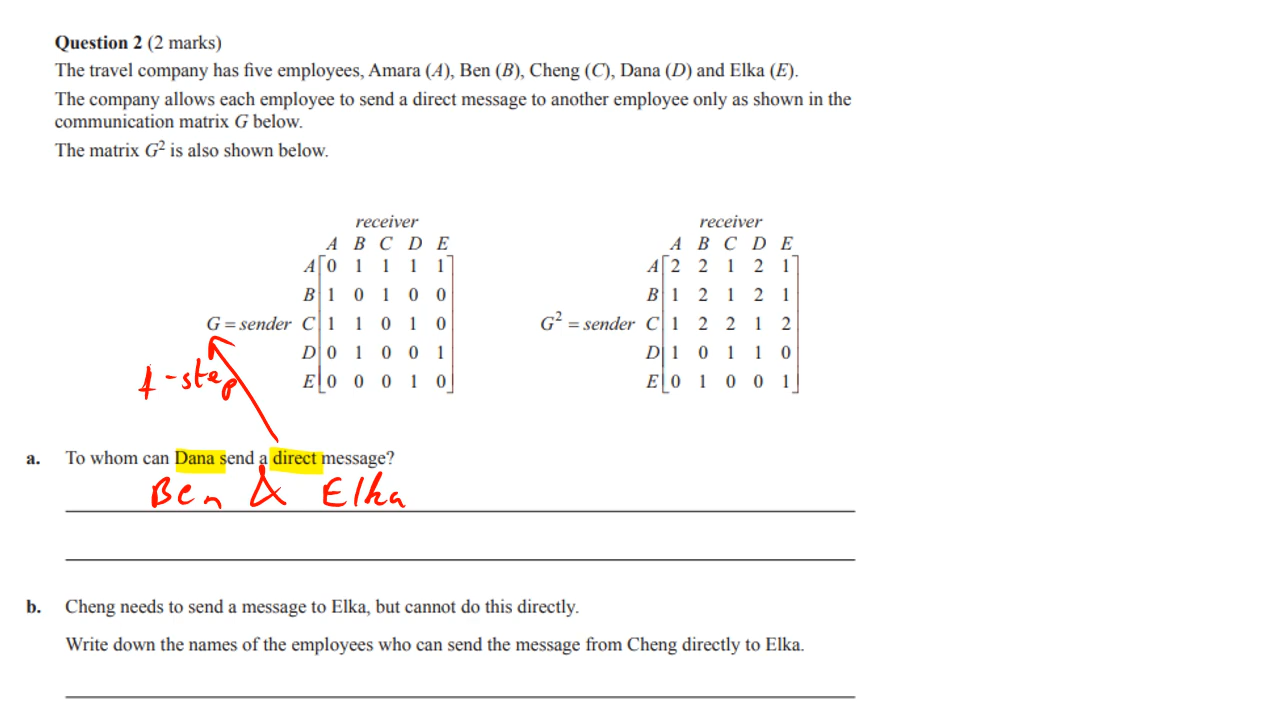 Question 2 (2 marks)
The travel company has five employees, Amara (A), Ben (B), Cheng (C), Dana (D) and Elka (E).
The company allows each employee to send a direct message to another employee only as shown in the
communication matrix G below.
The matrix G² is also shown below.
receiver receiver
A B C D E A B C D E
A 0 1 1 1 1 A 2 2 1 2 1
B 1 0 1 0 0 B 1 2 1 2 1
G = sender C 1 1 0 1 0 G² = sender C 1 2 2 1 2
D 0 1 0 0 1 D 1 0 1 1 0
1-step E 0 0 0 1 0 E 0 1 0 0 1
a. To whom can Dana send a direct message?
Ben & Elka
b. Cheng needs to send a message to Elka, but cannot do this directly.
Write down the names of the employees who can send the message from Cheng directly to Elka.